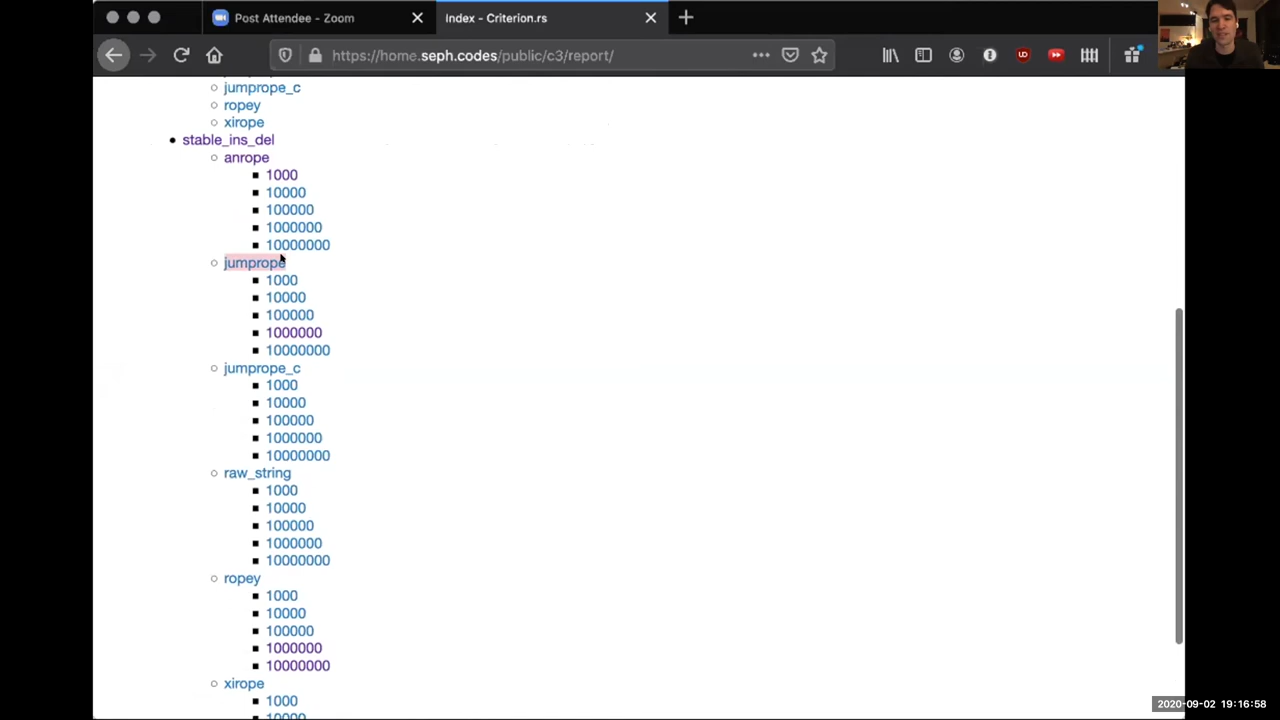 Post Attendee - Zoom
Index - Criterion.rs
https://home.seph.codes/public/c3/report/
jumprope_c
ropey
xirope
stable_ins_del
anrope
1000
10000
100000
1000000
10000000
jumprope
1000
10000
100000
1000000
10000000
jumprope_c
1000
10000
100000
1000000
10000000
raw_string
1000
10000
100000
1000000
10000000
ropey
1000
10000
100000
1000000
10000000
xirope
1000
10000
2020-09-02 19:16:58